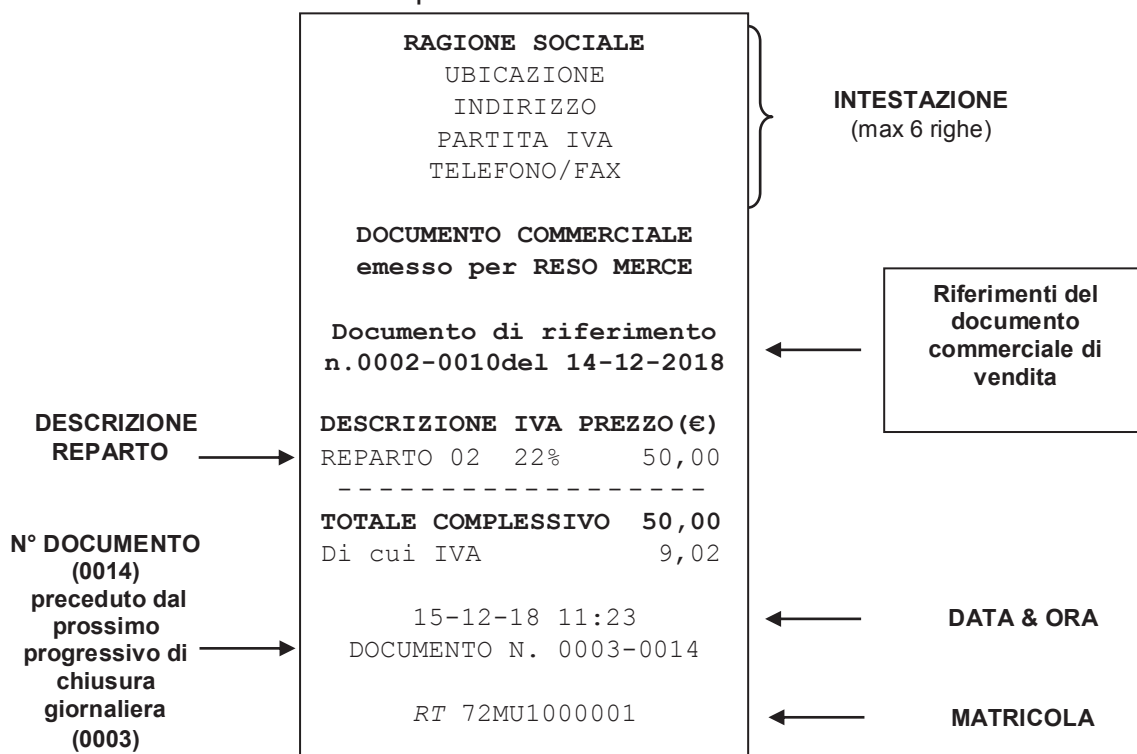 RAGIONE SOCIALE
UBICAZIONE
INDIRIZZO
PARTITA IVA
TELEFONO/FAX
INTESTAZIONE
(max 6 righe)
DOCUMENTO COMMERCIALE
emesso per RESO MERCE
Documento di riferimento
n.0002-0010del 14-12-2018
Riferimenti del
documento
commerciale di
vendita
DESCRIZIONE
REPARTO
DESCRIZIONE IVA PREZZO(€)
REPARTO 02 22% 50,00
- - - - - - - - - - - - - - - - - - -
TOTALE COMPLESSIVO 50,00
Di cui IVA 9,02
N° DOCUMENTO
(0014)
preceduto dal
prossimo
progressivo di
chiusura
giornaliera
(0003)
15-12-18 11:23
DOCUMENTO N. 0003-0014
DATA & ORA
RT 72MU1000001
MATRICOLA